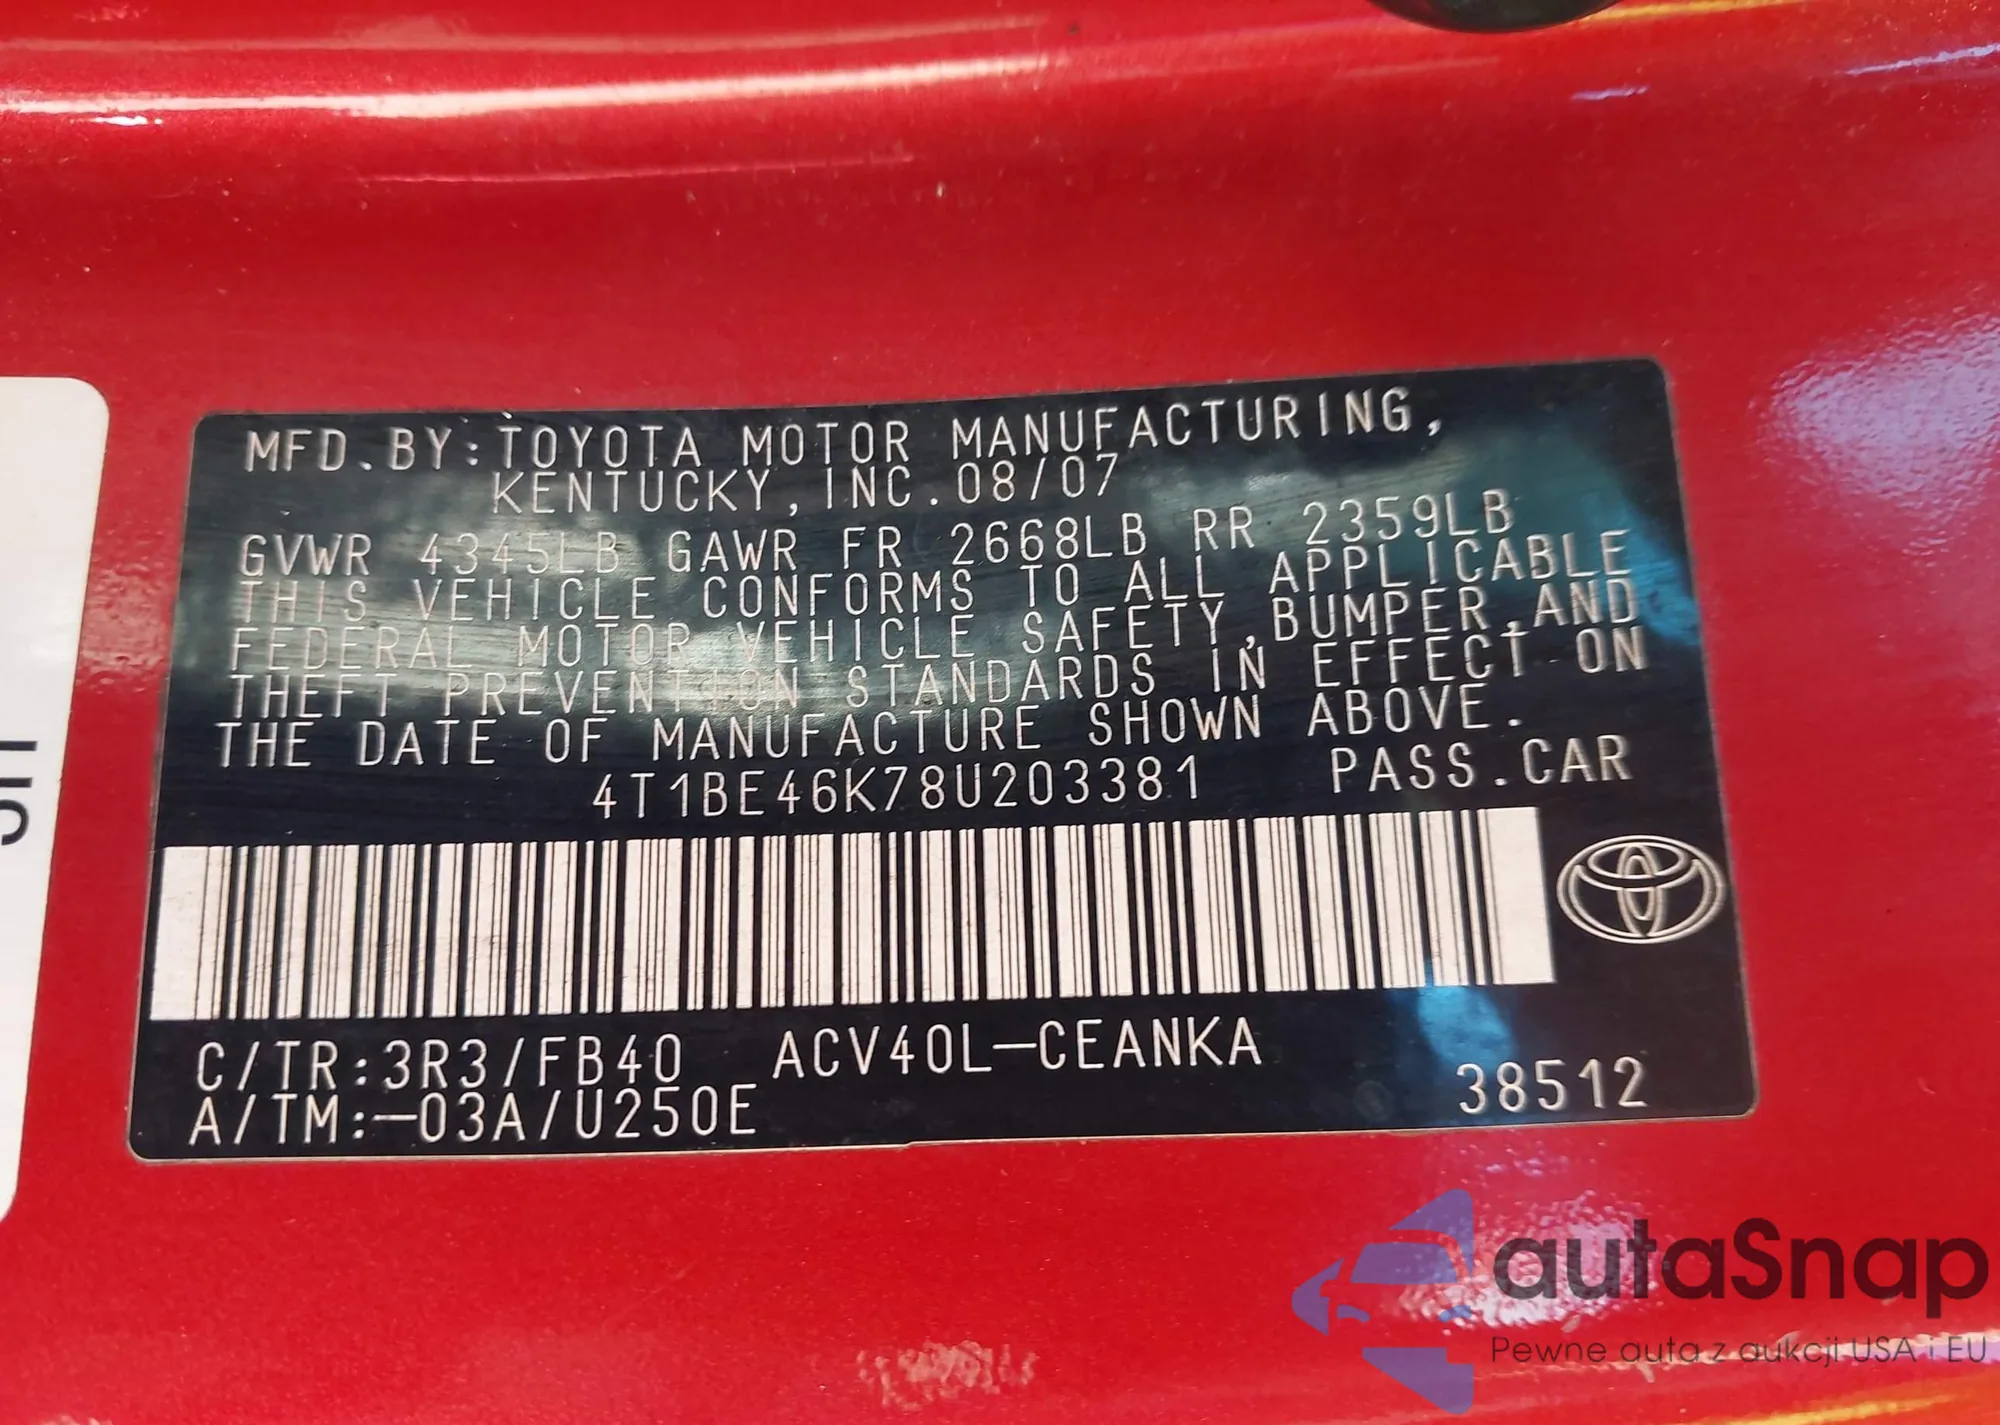 MFD.BY:TOYOTA MOTOR MANUFACTURING,
KENTUCKY,INC.08/07
GVWR 4345LB GAWR FR 2668LB RR 2359LB
THIS VEHICLE CONFORMS TO ALL APPLICABLE
FEDERAL MOTOR VEHICLE SAFETY,BUMPER,AND
THEFT PREVENTION STANDARDS IN EFFECT ON
THE DATE OF MANUFACTURE SHOWN ABOVE.
4T1BE46K78U203381 PASS.CAR
C/TR:3R3/FB40 ACV40L-CEANKA
A/TM:-03A/U250E 38512
autaSnap
Pewne auta z aukcji USA i EU